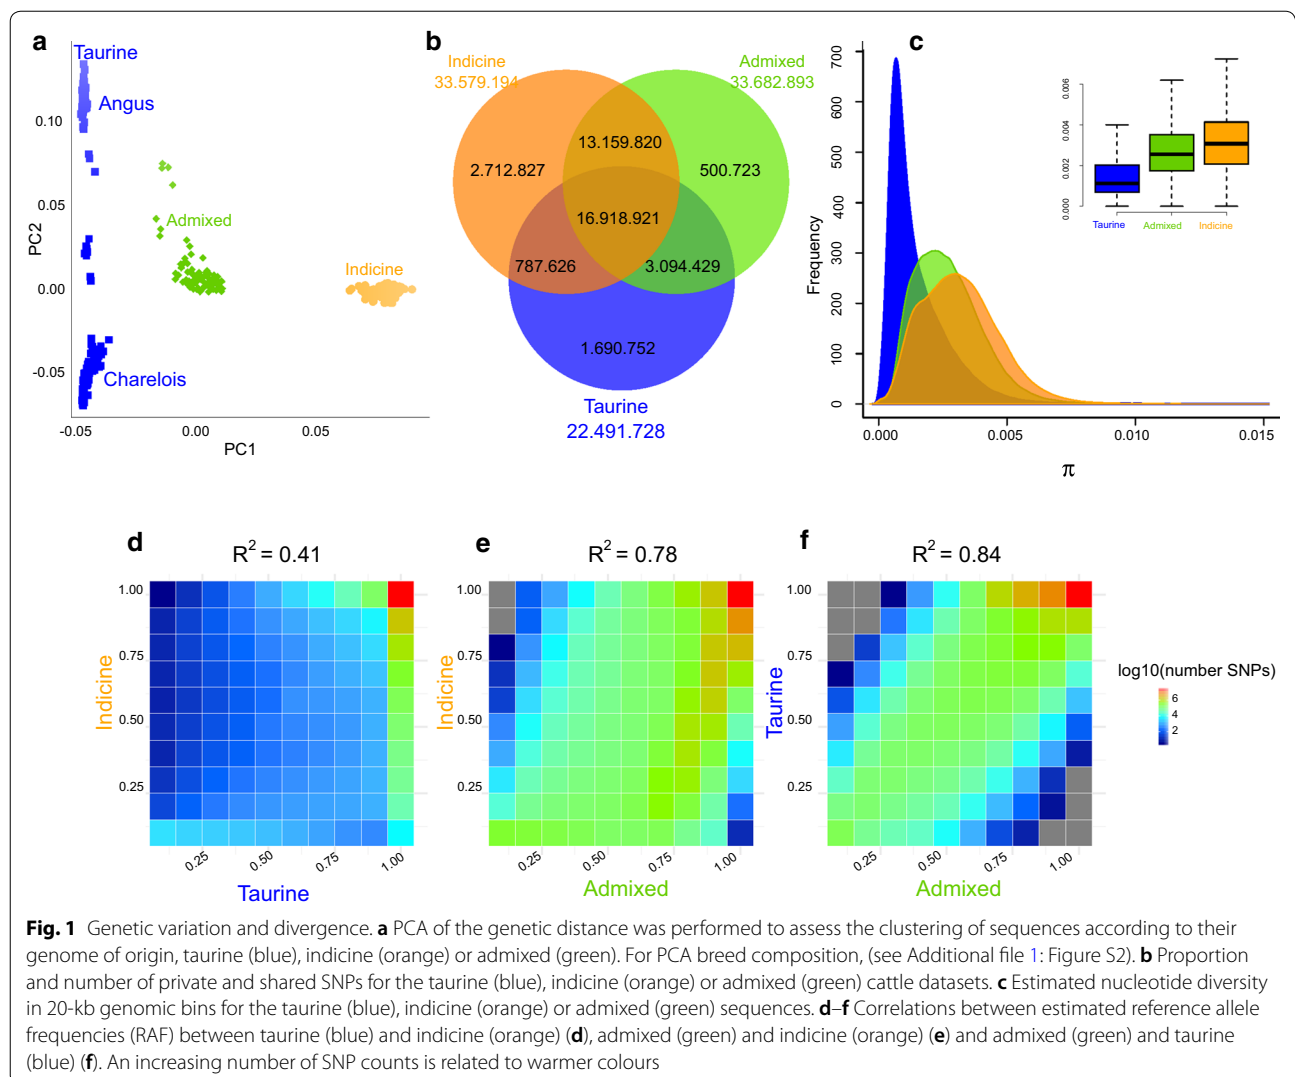 a
Taurine
Angus
Admixed
Indicine
Charelois
0.10
0.05
0.00
-0.05
PC2
-0.05 0.00 0.05
PC1
b
Indicine
33.579.194
Admixed
33.682.893
13.159.820
2.712.827
500.723
16.918.921
787.626
3.094.429
1.690.752
Taurine
22.491.728
c
700
600
500
400
300
200
100
0
Frequency
0.000 0.005 0.010 0.015
π
0.006
0.004
0.002
0.000
Taurine Admixed Indicine
d
R2 = 0.41
1.00
0.75
0.50
0.25
Indicine
0.25 0.50 0.75 1.00
Taurine
e
R2 = 0.78
1.00
0.75
0.50
0.25
Indicine
0.25 0.50 0.75 1.00
Admixed
f
R2 = 0.84
1.00
0.75
0.50
0.25
Taurine
0.25 0.50 0.75 1.00
Admixed
log10(number SNPs)
6
4
2
Fig. 1 Genetic variation and divergence. a PCA of the genetic distance was performed to assess the clustering of sequences according to their
genome of origin, taurine (blue), indicine (orange) or admixed (green). For PCA breed composition, (see Additional file 1: Figure S2). b Proportion
and number of private and shared SNPs for the taurine (blue), indicine (orange) or admixed (green) cattle datasets. c Estimated nucleotide diversity
in 20-kb genomic bins for the taurine (blue), indicine (orange) or admixed (green) sequences. d–f Correlations between estimated reference allele
frequencies (RAF) between taurine (blue) and indicine (orange) (d), admixed (green) and indicine (orange) (e) and admixed (green) and taurine
(blue) (f). An increasing number of SNP counts is related to warmer colours